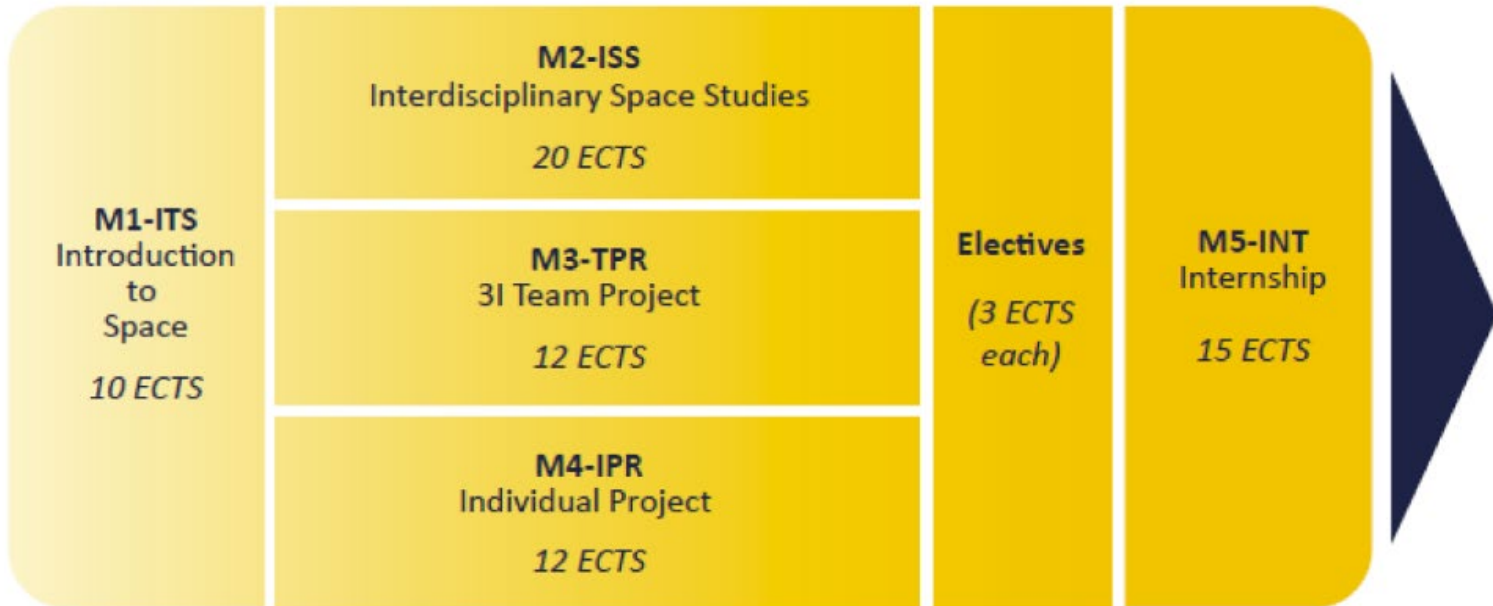 M1-ITS
Introduction
to
Space
10 ECTS
M2-ISS
Interdisciplinary Space Studies
20 ECTS
M3-TPR
3I Team Project
12 ECTS
M4-IPR
Individual Project
12 ECTS
Electives
(3 ECTS
each)
M5-INT
Internship
15 ECTS